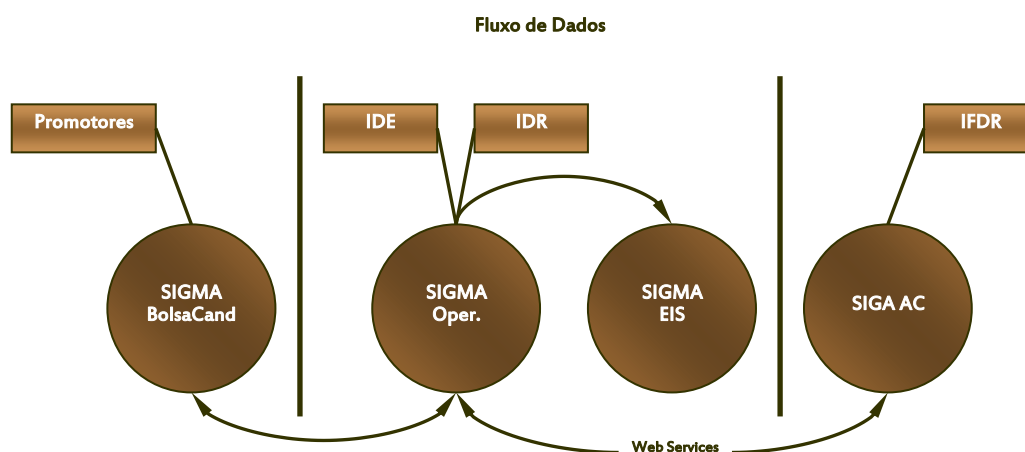 Fluxo de Dados
Promotores
IDE
IDR
IFDR
SIGMA
BolsaCand
SIGMA
Oper.
SIGMA
EIS
SIGA AC
Web Services